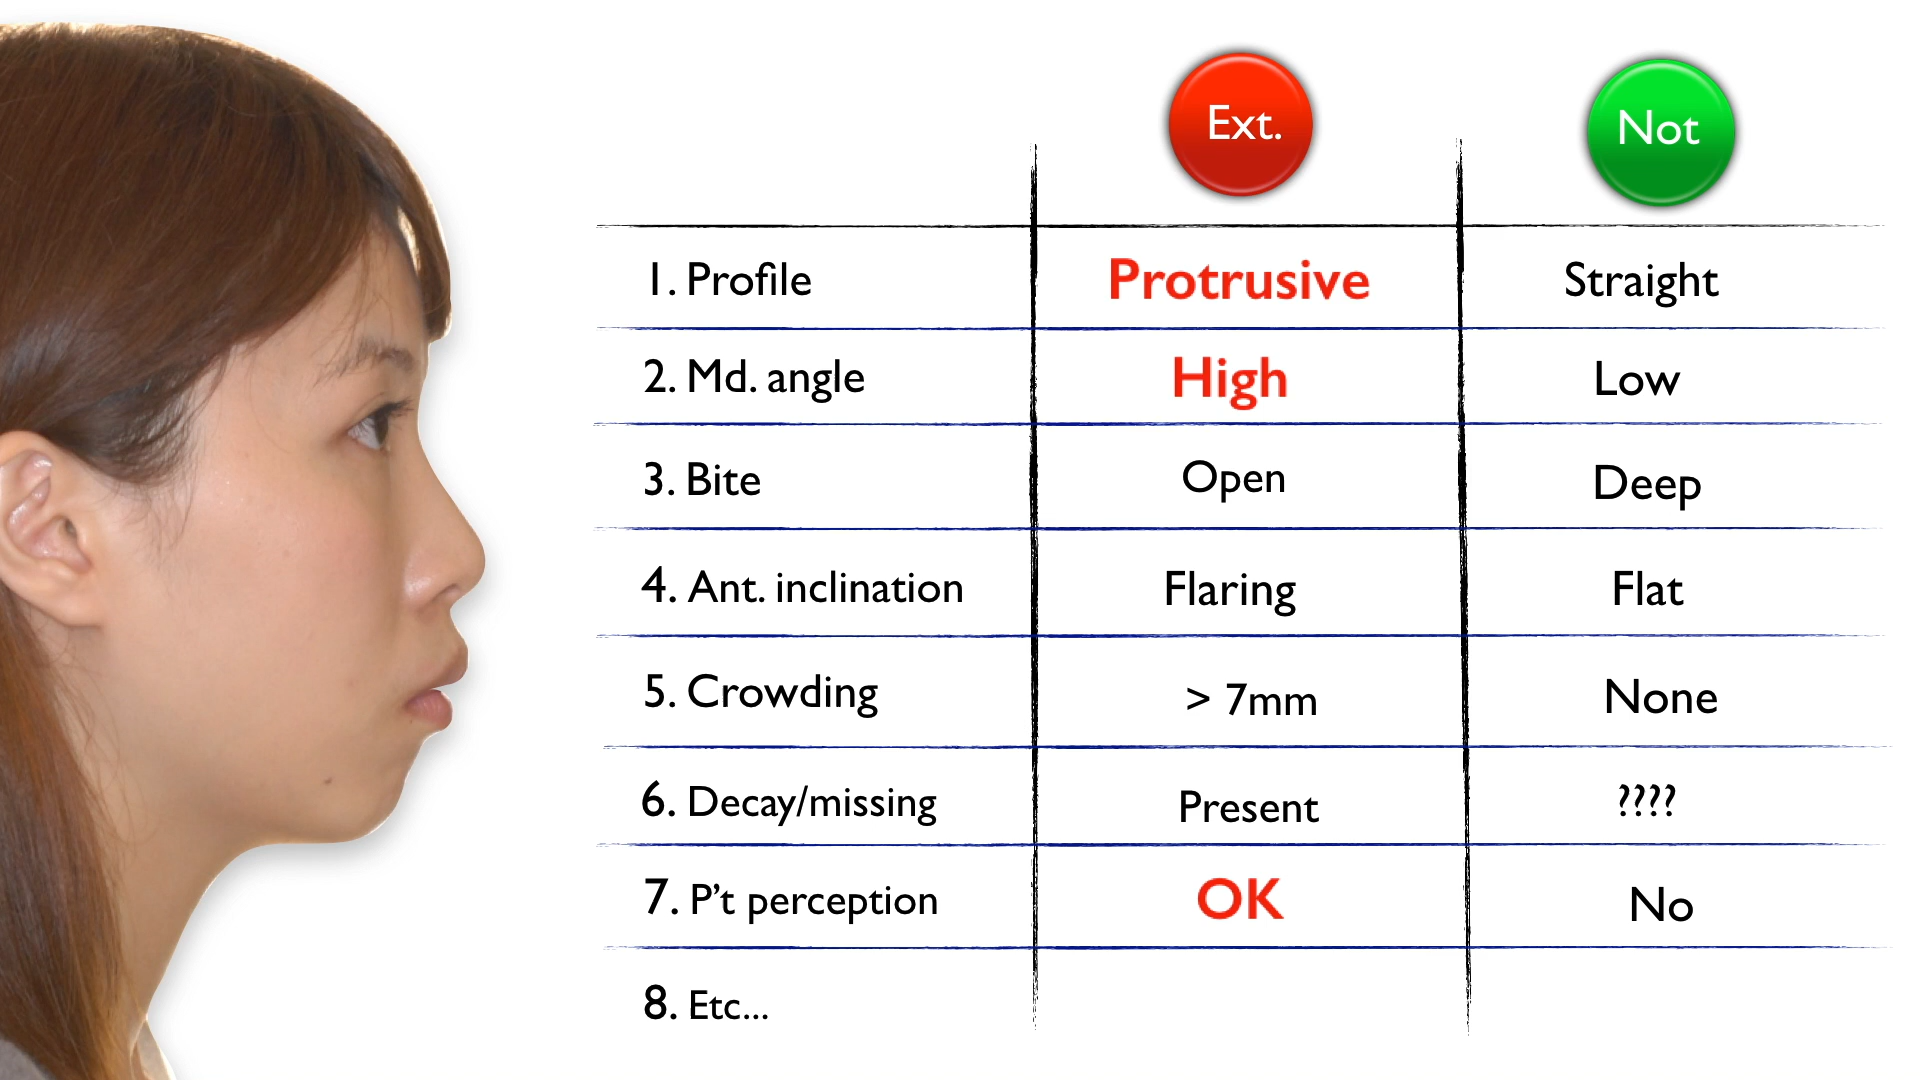 Ext. Not
1. Profile Protrusive Straight
2. Md. angle High Low
3. Bite Open Deep
4. Ant. inclination Flaring Flat
5. Crowding > 7mm None
6. Decay/missing Present ????
7. P’t perception OK No
8. Etc...